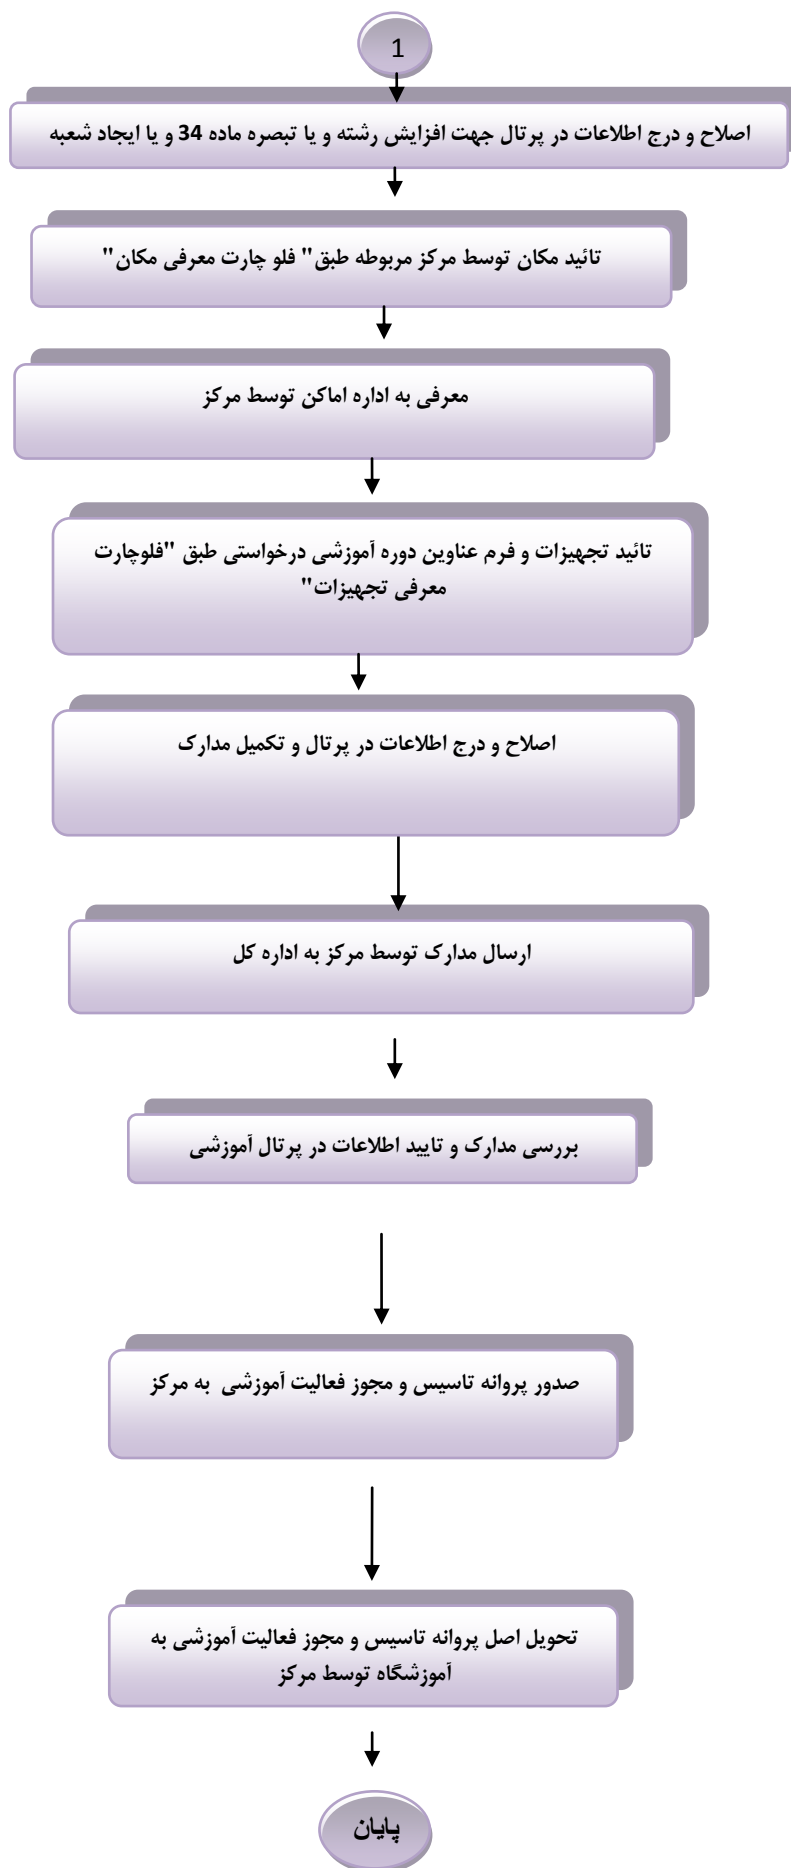 1
اصلاح و درج اطلاعات در پرتال جهت افزایش رشته و یا تبصره ماده 34 و یا ایجاد شعبه
تائید مکان توسط مرکز مربوطه طبق" فلو چارت معرفی مکان"
معرفی به اداره اماکن توسط مرکز
تائید تجهیزات و فرم عناوین دوره آموزشی درخواستی طبق "فلوچارت
معرفی تجهیزات"
اصلاح و درج اطلاعات در پرتال و تکمیل مدارک
ارسال مدارک توسط مرکز به اداره کل
بررسی مدارک و تایید اطلاعات در پرتال آموزشی
صدور پروانه تاسیس و مجوز فعالیت آموزشی به مرکز
تحویل اصل پروانه تاسیس و مجوز فعالیت آموزشی به
آموزشگاه توسط مرکز
پایان